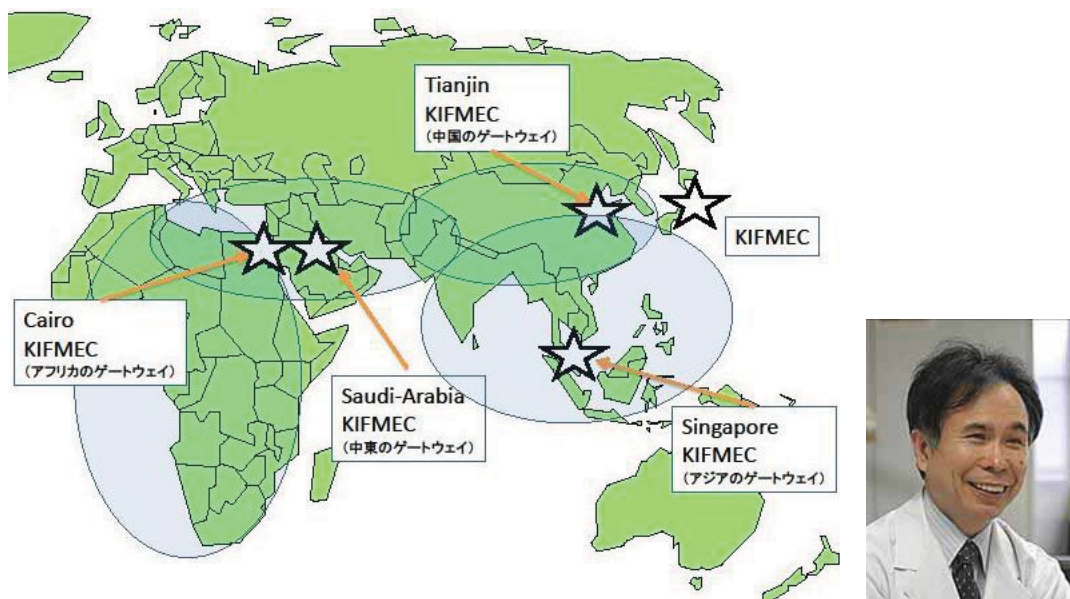 Tianjin
KIFMEC
(中国のゲートウェイ)
KIFMEC
Cairo
KIFMEC
(アフリカのゲートウェイ)
Saudi-Arabia
KIFMEC
(中東のゲートウェイ)
Singapore
KIFMEC
(アジアのゲートウェイ)